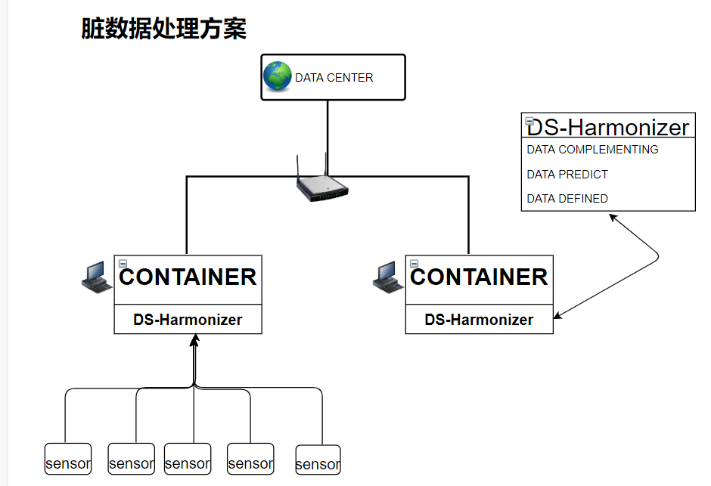 脏数据处理方案
DATA CENTER
DS-Harmonizer
DATA COMPLEMENTING
DATA PREDICT
DATA DEFINED
CONTAINER
DS-Harmonizer
CONTAINER
DS-Harmonizer
sensor
sensor
sensor
sensor
sensor